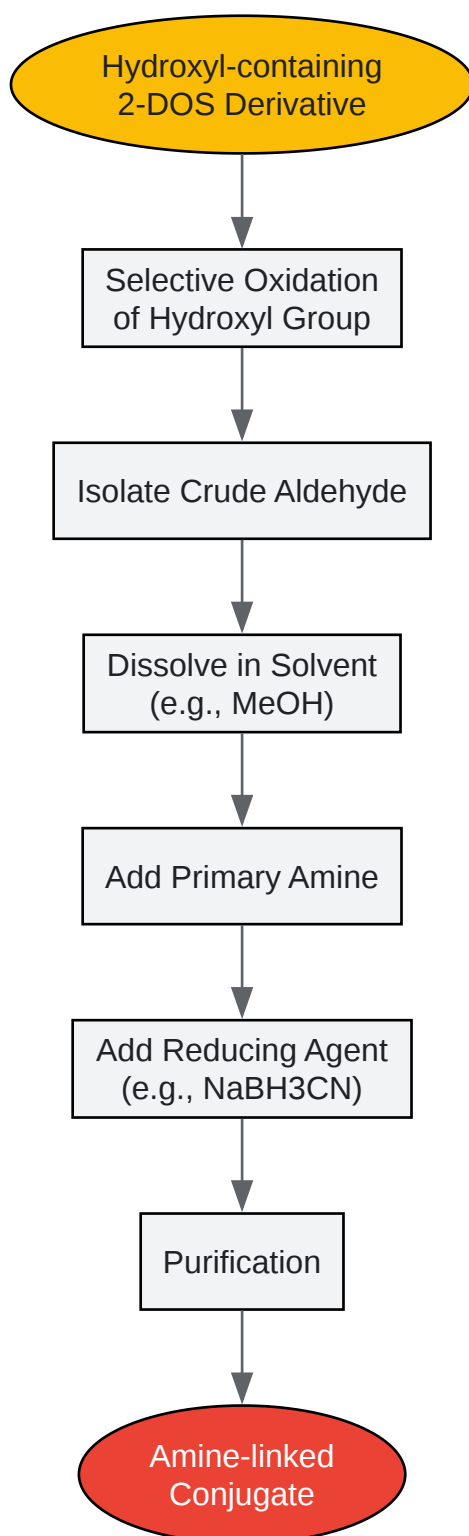 Hydroxyl-containing
2-DOS Derivative
Selective Oxidation
of Hydroxyl Group
Isolate Crude Aldehyde
Dissolve in Solvent
(e.g., MeOH)
Add Primary Amine
Add Reducing Agent
(e.g., NaBH3CN)
Purification
Amine-linked
Conjugate